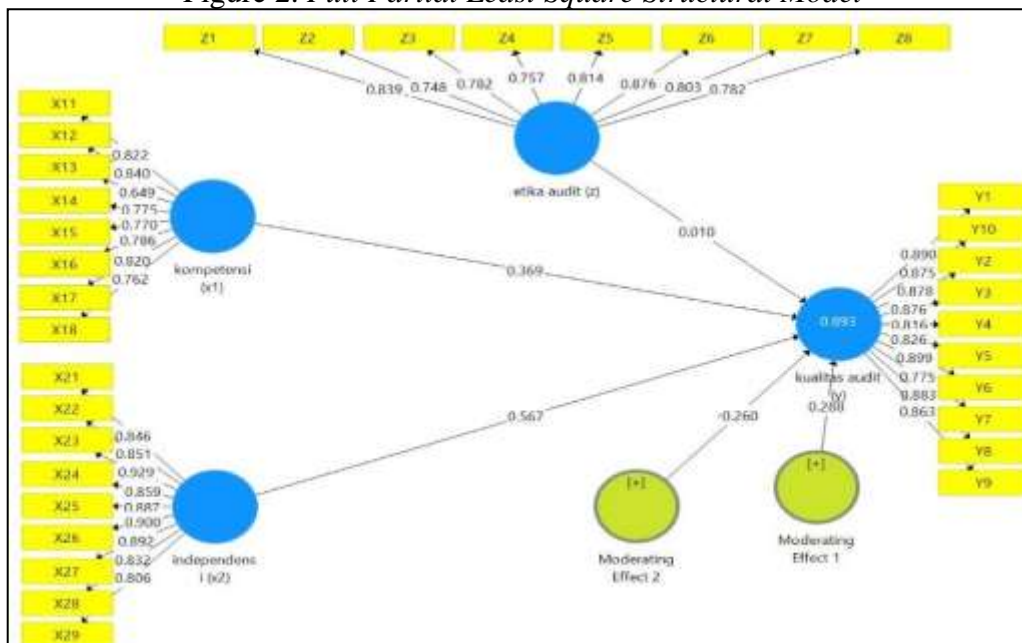 Figure 2. Full Partial Least Square Structural Model
Z1 Z2 Z3 Z4 Z5 Z6 Z7 Z8
0.839 0.748 0.782 0.757 0.814 0.876 0.803 0.782
etika audit (z)
X11
X12
X13
X14
X15
X16
X17
X18
0.822
0.840
0.649
0.775
0.770
0.786
0.820
0.762
kompetensi
(x1)
0.010
0.369
0.567
-0.260
0.288
X21
X22
X23
X24
X25
X26
X27
X28
X29
0.846
0.851
0.929
0.859
0.887
0.900
0.892
0.832
0.806
independens
i (x2)
0.893
kualitas audit
(y)
Y1
Y10
Y2
Y3
Y4
Y5
Y6
Y7
Y8
Y9
0.890
0.875
0.878
0.876
0.816
0.826
0.899
0.775
0.883
0.863
[+]
Moderating
Effect 2
[+]
Moderating
Effect 1